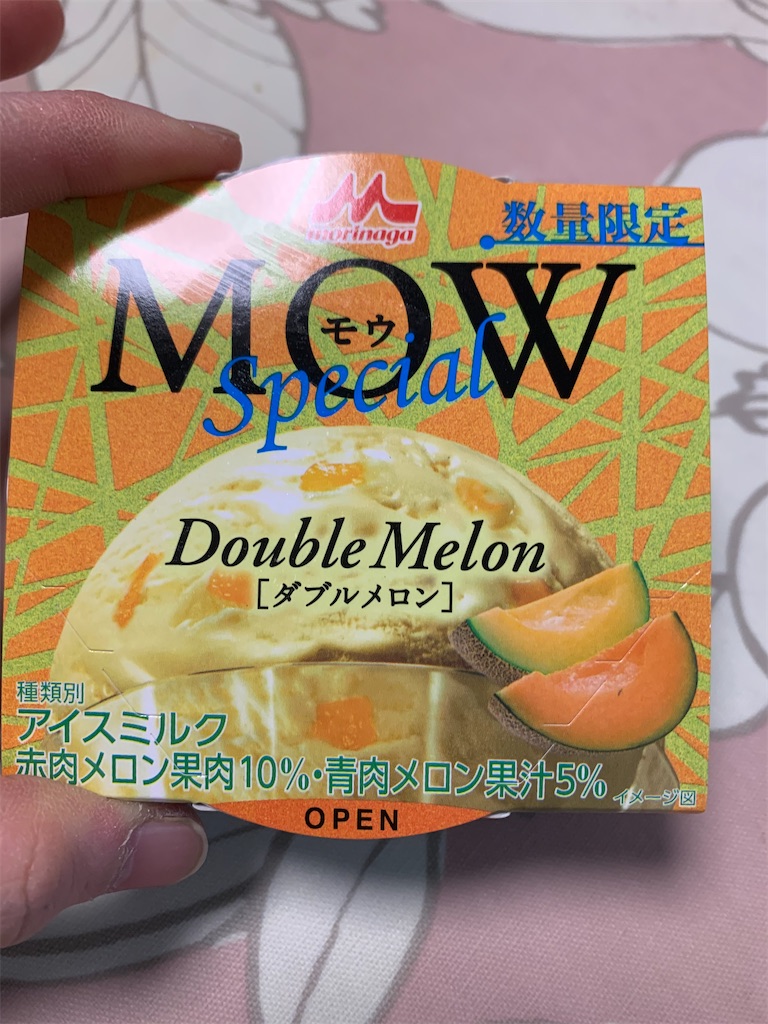 morinaga
数量限定
MOW
モウ
Special
Double Melon
[ダブルメロン]
種類別
アイスミルク
赤肉メロン果肉10%・青肉メロン果汁5%
イメージ図
OPEN